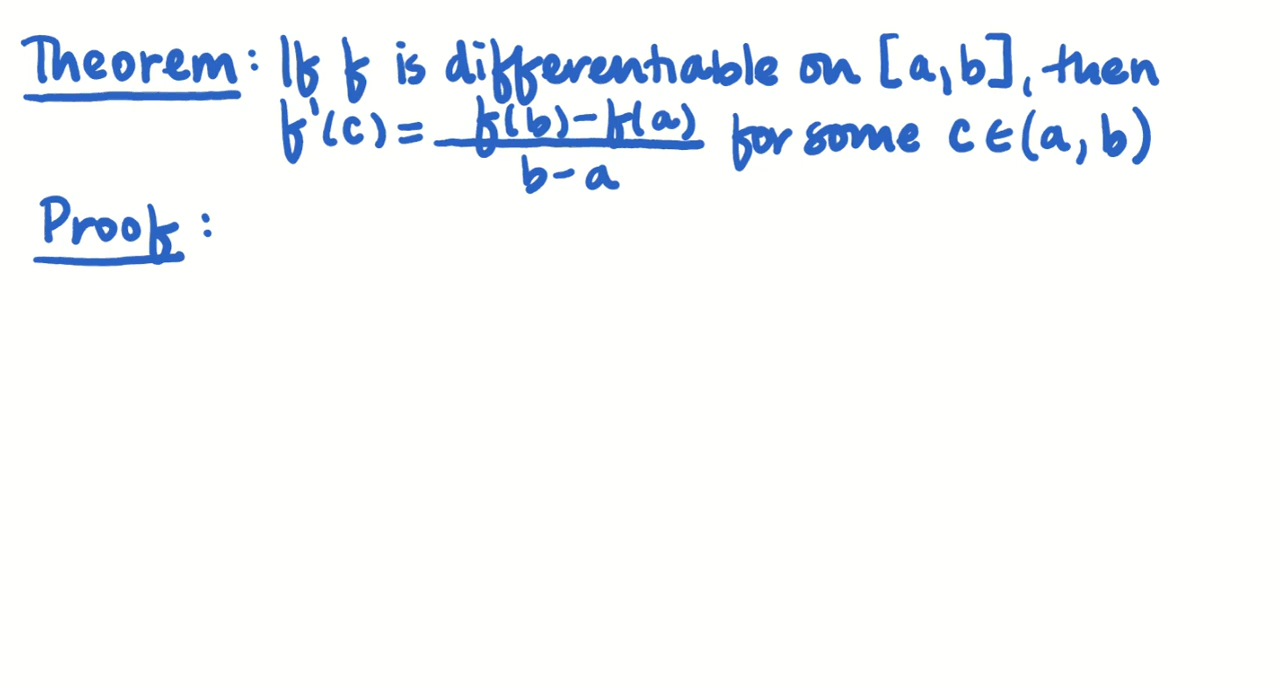 Theorem: If f is differentiable on [a,b], then
f'(c) = f(b)-f(a) / b-a for some c ∈ (a, b)
Proof: